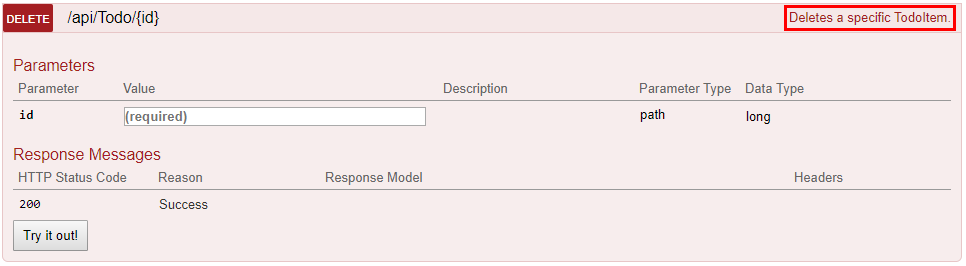 DELETE /api/Todo/{id} Deletes a specific TodoItem.
Parameters
Parameter Value Description Parameter Type Data Type
id (required) path long
Response Messages
HTTP Status Code Reason Response Model Headers
200 Success
Try it out!